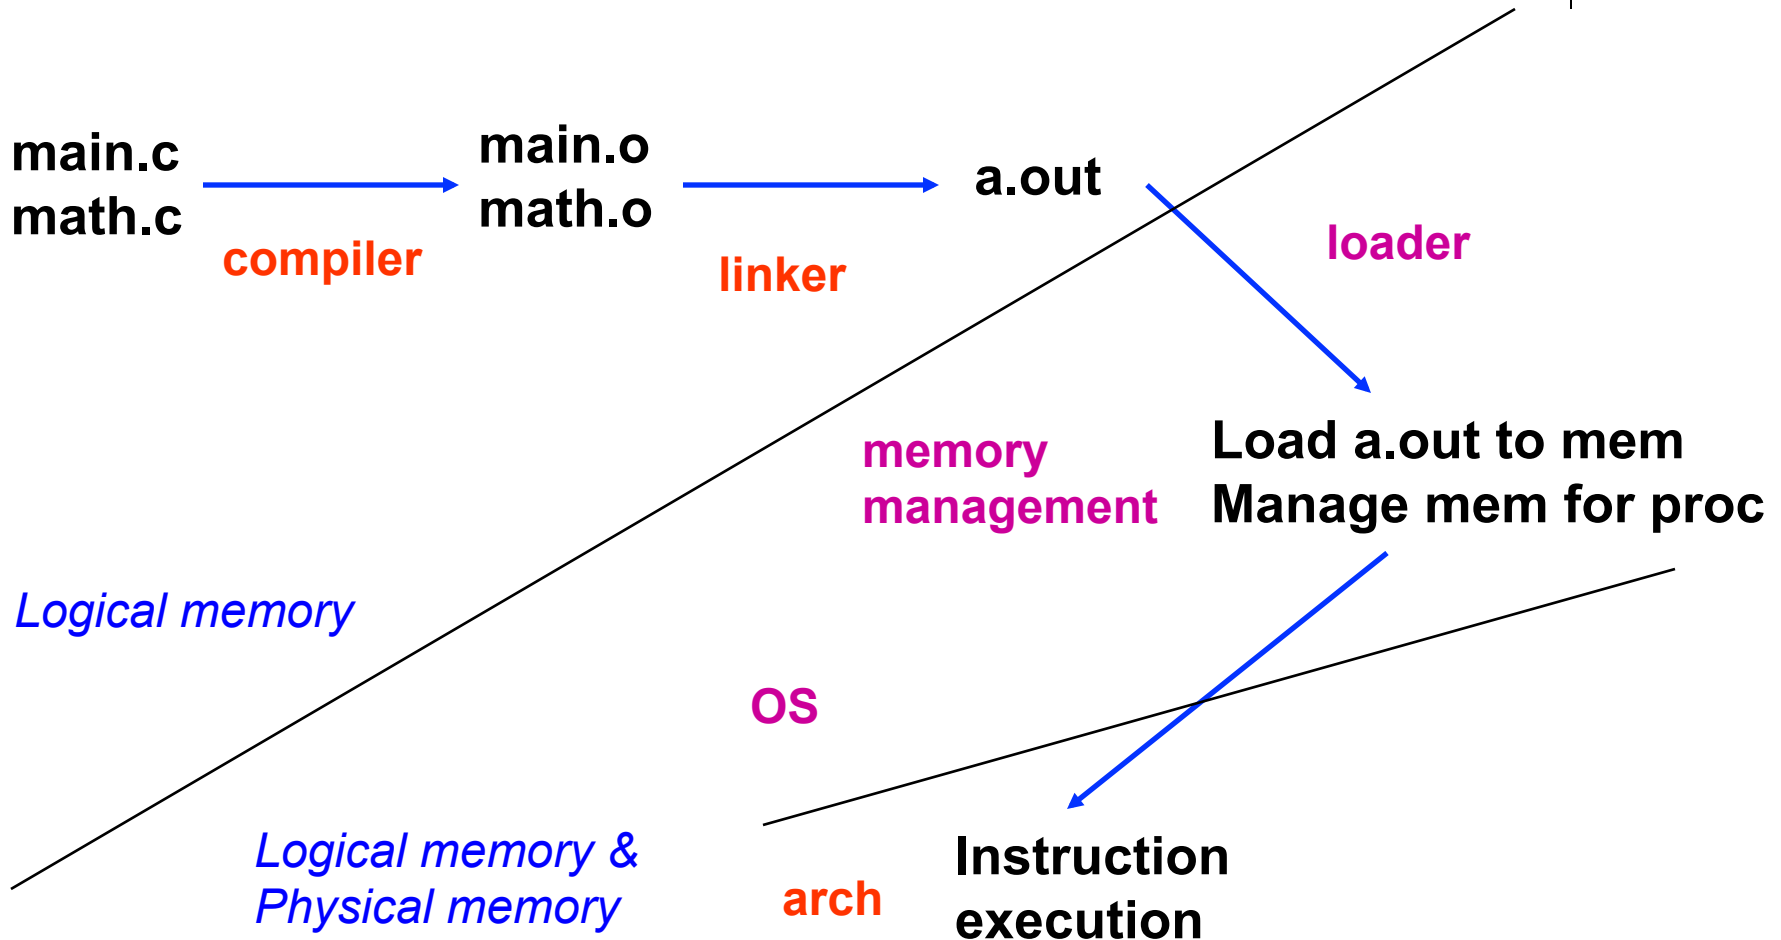 main.c
math.c
compiler
main.o
math.o
linker
a.out
loader
memory
management
Load a.out to mem
Manage mem for proc
Logical memory
OS
Logical memory &
Physical memory
arch
Instruction
execution